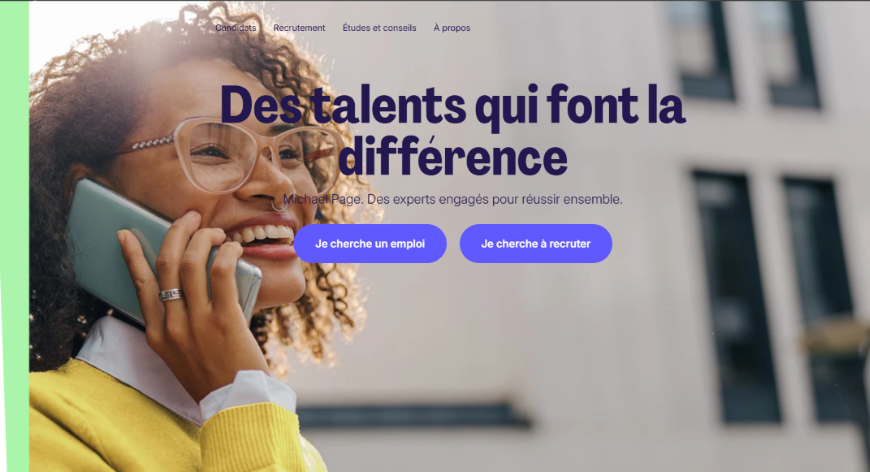 Candidats Recrutement Études et conseils À propos
Des talents qui font la
différence
Michael Page. Des experts engagés pour réussir ensemble.
Je cherche un emploi Je cherche à recruter